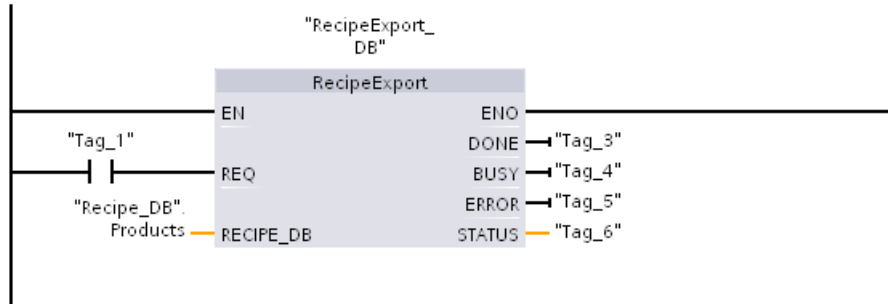 "RecipeExport_
DB"
RecipeExport
EN ENO
"Tag_1" DONE "Tag_3"
REQ BUSY "Tag_4"
"Recipe_DB". ERROR "Tag_5"
Products RECIPE_DB STATUS "Tag_6"